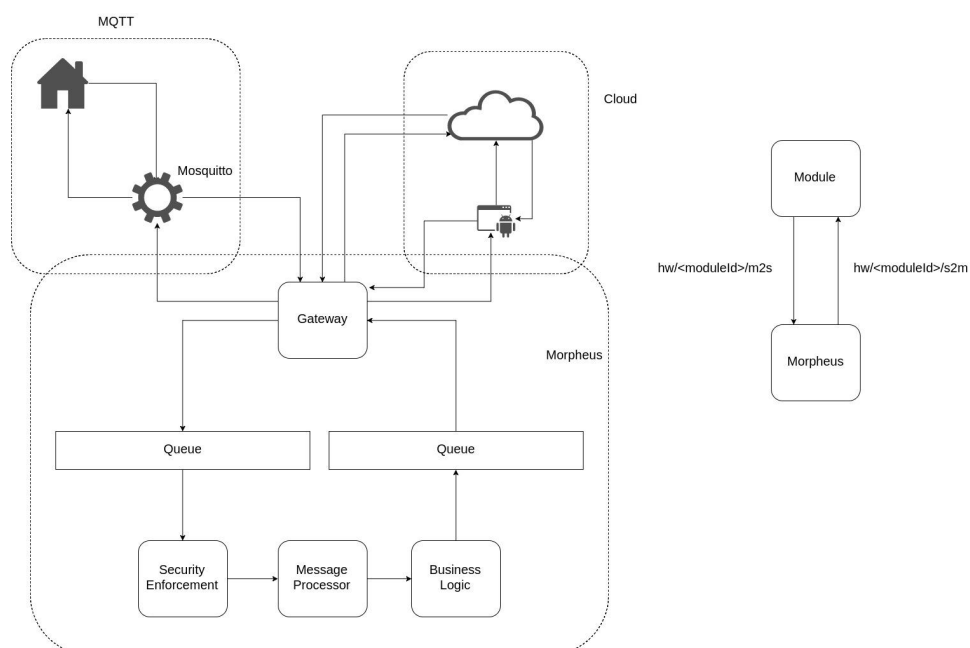 MQTT
Cloud
Mosquitto
Module
hw/<moduleId>/m2s
hw/<moduleId>/s2m
Gateway
Morpheus
Morpheus
Queue
Queue
Security
Enforcement
Message
Processor
Business
Logic